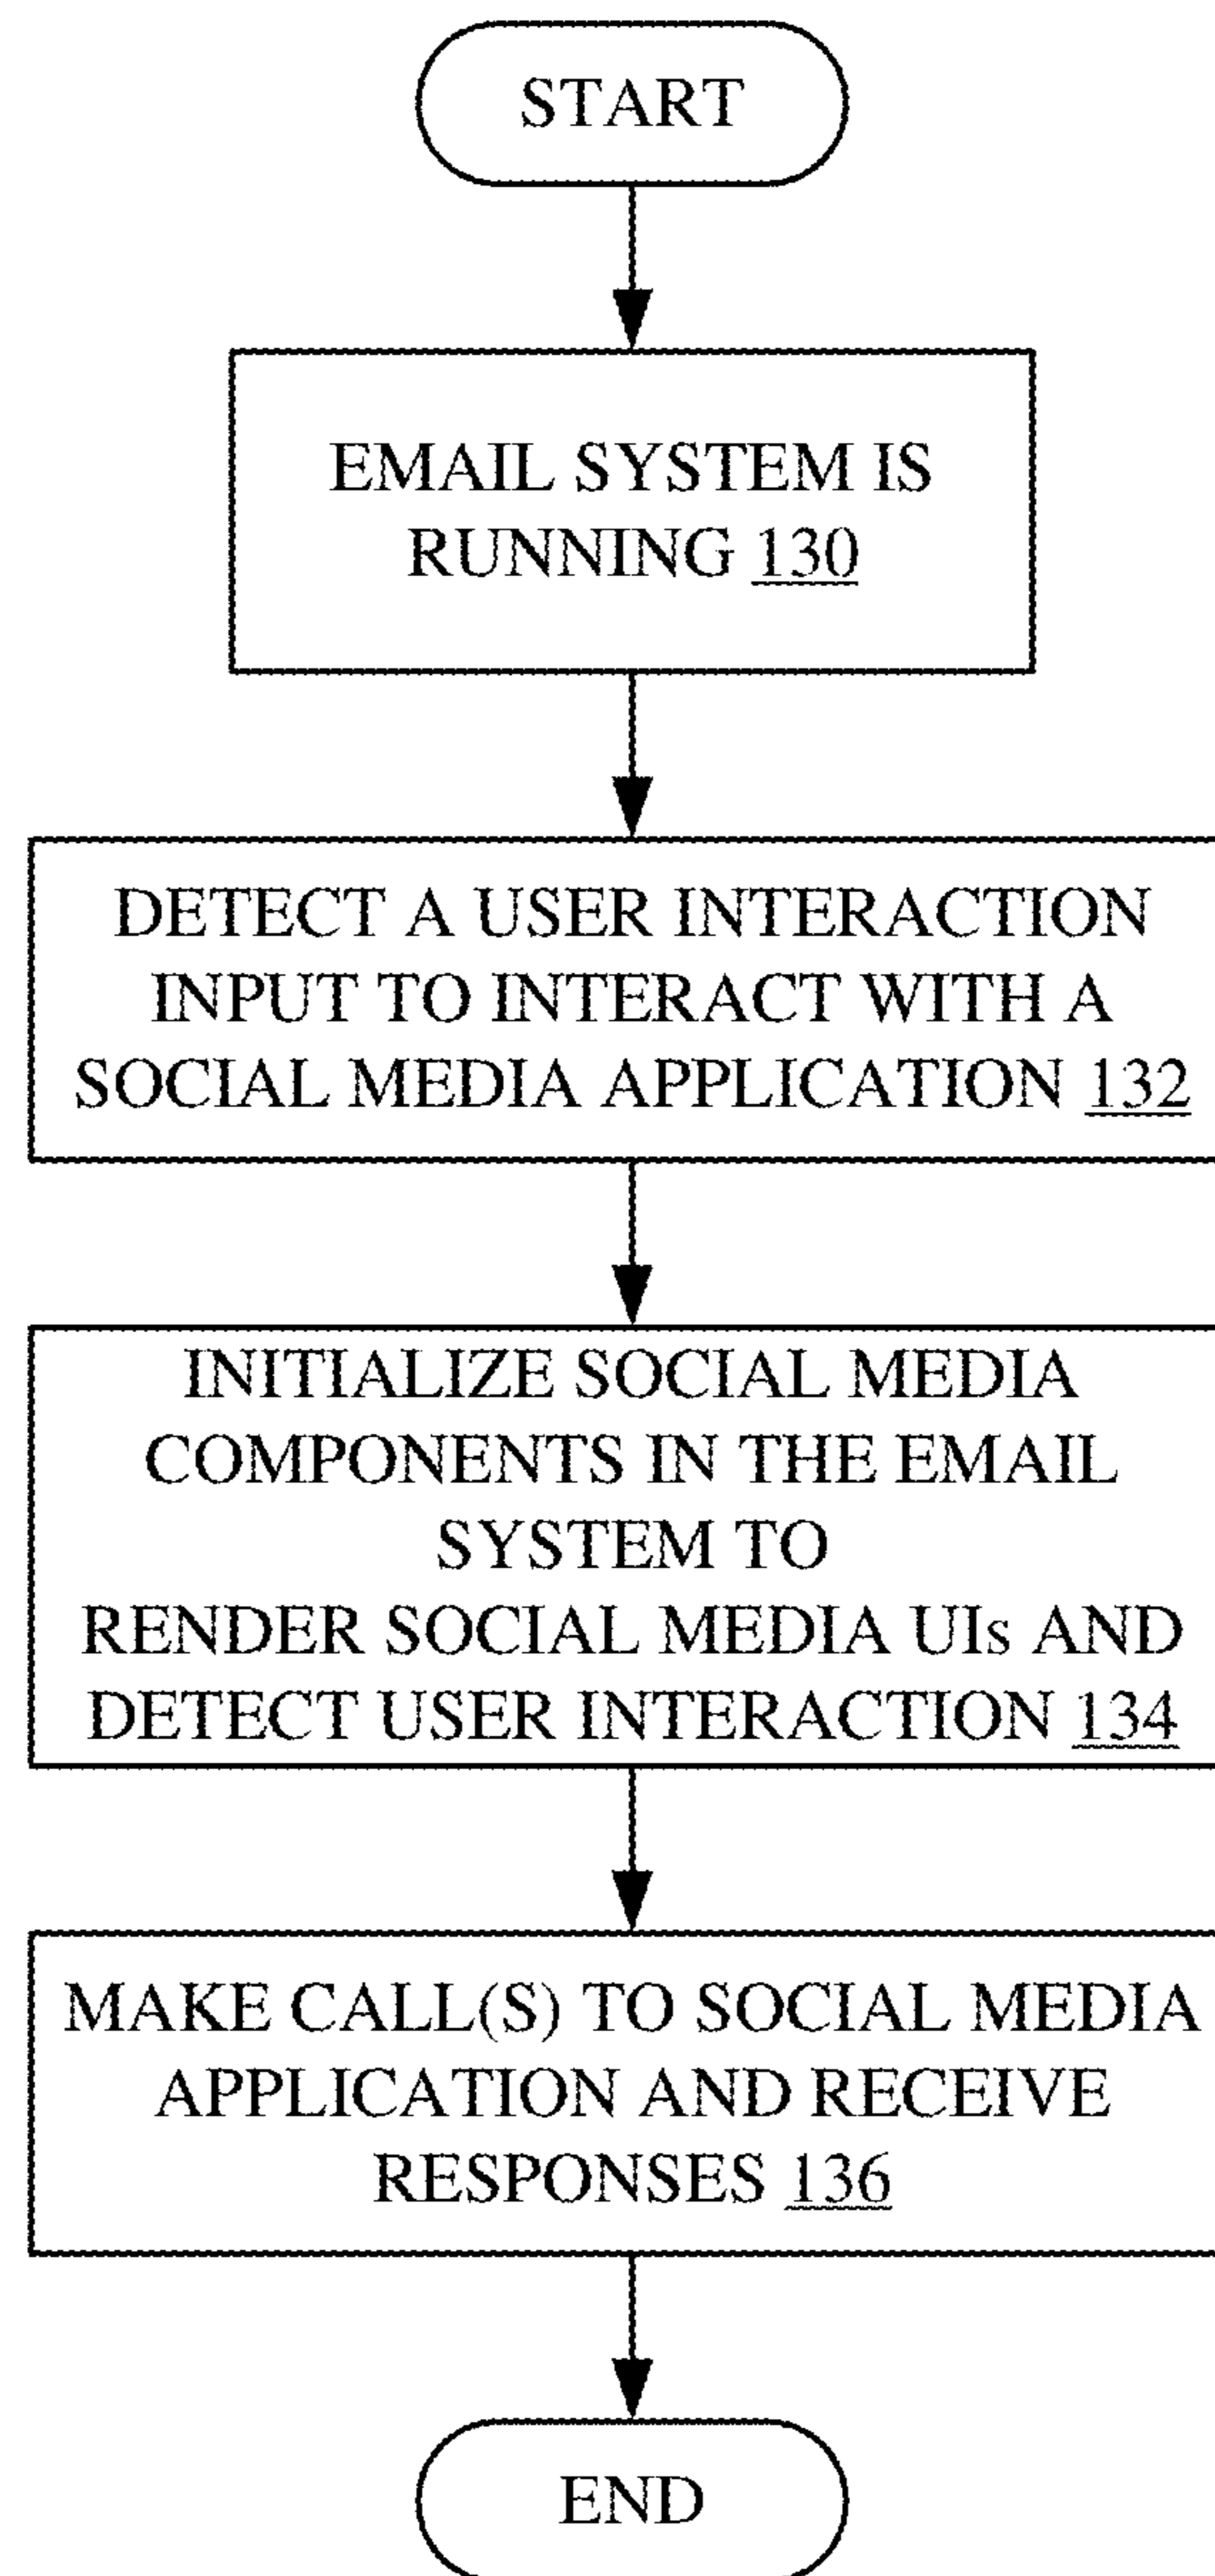 START
EMAIL SYSTEM IS
RUNNING 130
DETECT A USER INTERACTION
INPUT TO INTERACT WITH A
SOCIAL MEDIA APPLICATION 132
INITIALIZE SOCIAL MEDIA
COMPONENTS IN THE EMAIL
SYSTEM TO
RENDER SOCIAL MEDIA UIs AND
DETECT USER INTERACTION 134
MAKE CALL(S) TO SOCIAL MEDIA
APPLICATION AND RECEIVE
RESPONSES 136
END